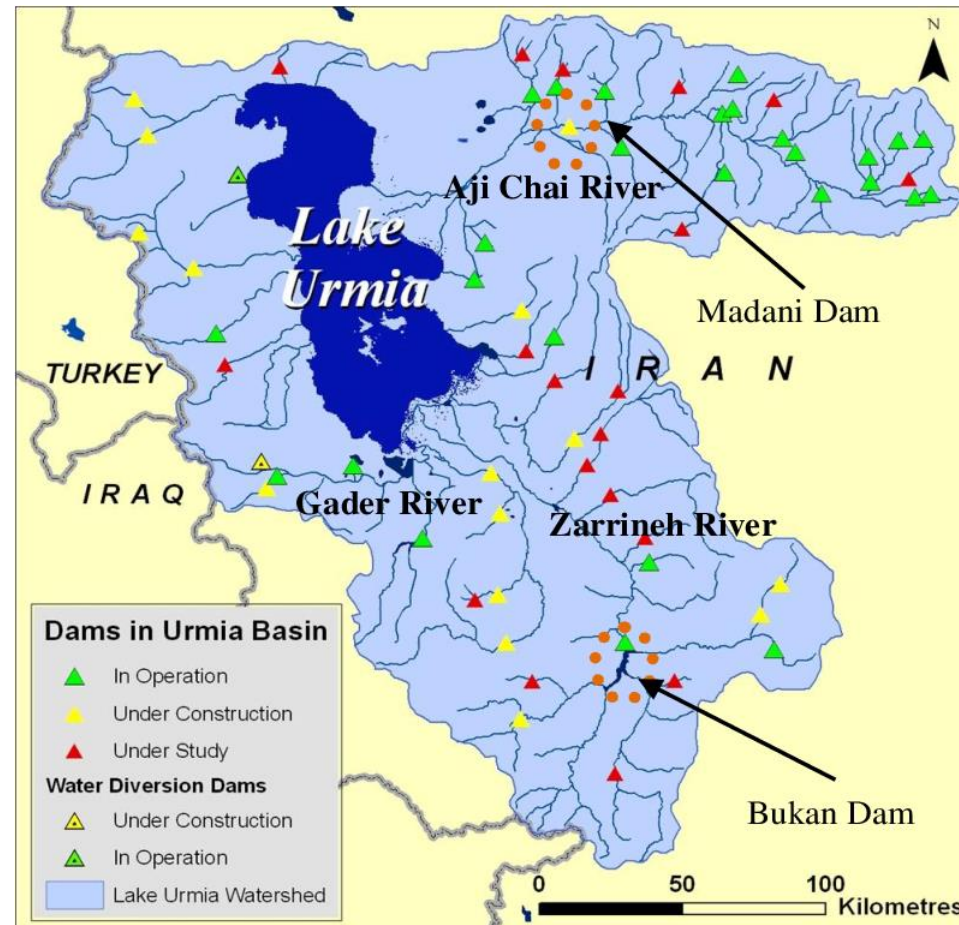 N
Aji Chai River
Lake
Urmia
Madani Dam
IRAN
TURKEY
IRAQ
Gader River
Zarrineh River
Dams in Urmia Basin
In Operation
Under Construction
Under Study
Water Diversion Dams
Under Construction
In Operation
Lake Urmia Watershed
Bukan Dam
0 50 100
Kilometres